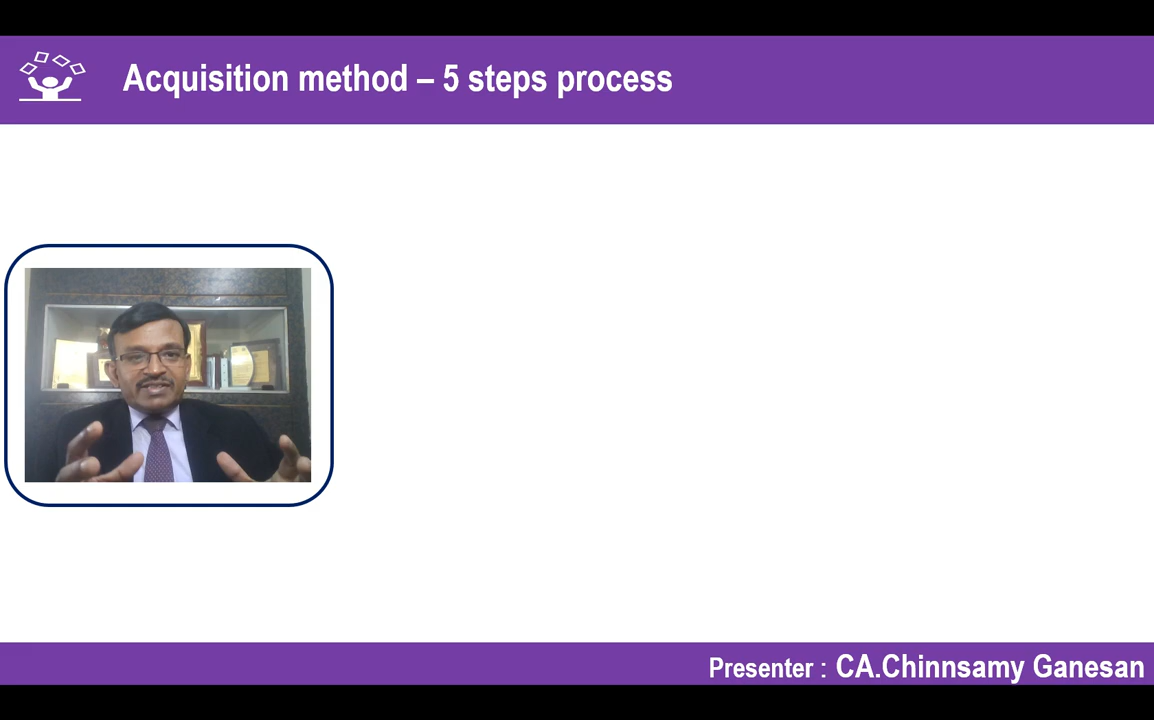 Acquisition method – 5 steps process
Presenter : CA.Chinnsamy Ganesan